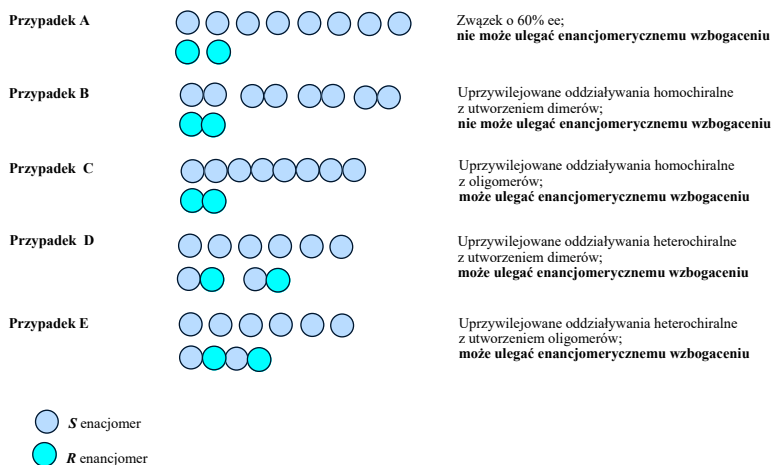 Przypadek A
Związek o 60% ee;
nie może ulegać enancjomerycznemu wzbogaceniu
Przypadek B
Uprzywilejowane oddziaływania homochiralne
z utworzeniem dimerów;
nie może ulegać enancjomerycznemu wzbogaceniu
Przypadek C
Uprzywilejowane oddziaływania homochiralne
z oligomerów;
może ulegać enancjomerycznemu wzbogaceniu
Przypadek D
Uprzywilejowane oddziaływania heterochiralne
z utworzeniem dimerów;
może ulegać enancjomerycznemu wzbogaceniu
Przypadek E
Uprzywilejowane oddziaływania heterochiralne
z utworzeniem oligomerów;
może ulegać enancjomerycznemu wzbogaceniu
S enacjomer
R enancjomer